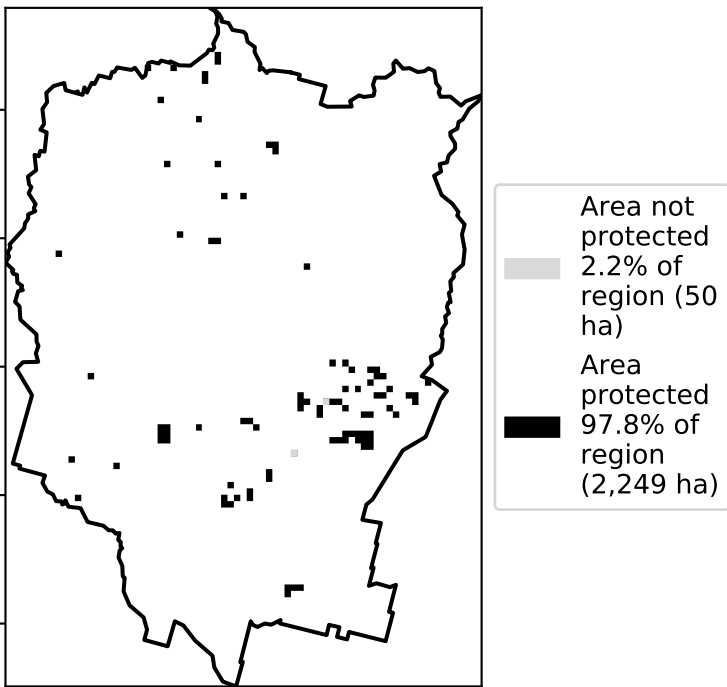 Area not
protected
2.2% of
region (50
ha)
Area
protected
97.8% of
region
(2,249 ha)